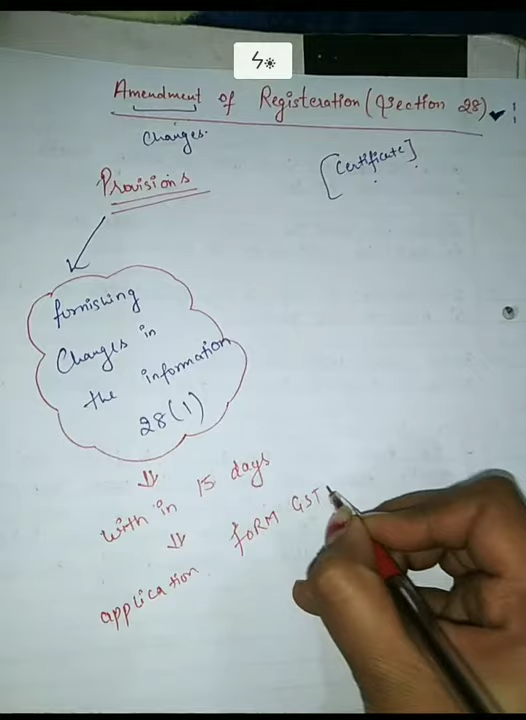 Amendment of Registeration (Section 28)
Changes.
[Certificate]
Provisions
furnishing
Changes in
the information
28(1)
with in 15 days
application FORM GST